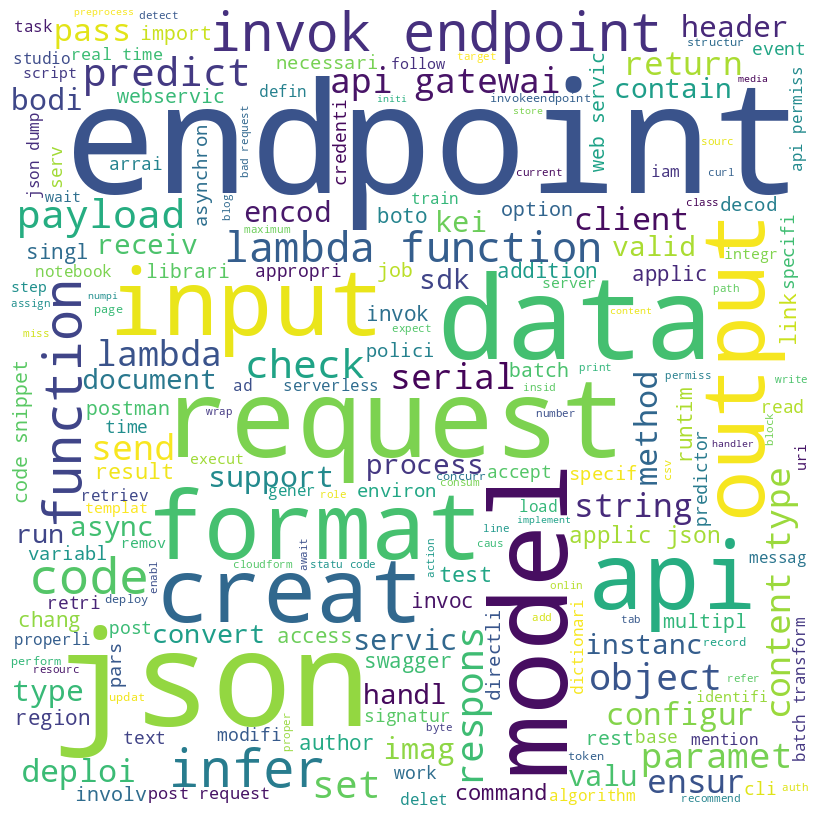 preprocess
detect
task
pass
import
invok endpoint
header
structur
event
studio
real time
script
predict
necessari
follow
target
api gatewai
return
contain
bodi
webservic
defin
initi
invokeendpoint
media
store
endpoint
json dump
serv
arrai
wait
asynchron
blog
bad request
credenti
current
web servic
iam
sourc
curl
api permiss
class
train
option
decod
payload
encod
boto
kei
client
maximum
singl
receiv
lambda function
valid
integr
specifi
notebook
librari
appropri
job
sdk
addition
server
applic
path
link
step
assign
numpi
page
input
data
output
miss
expect
invok
content
function
lambda
check
polici
document
ad
serverless
serial
batch
print
permiss
write
insid
code snippet
postman
time
wrap
request
number
method
runtim
read
block
handler
send
result
execut
process
concurr
accept
specif
predictor
csv
uri
retriev
support
consum
templat
gener
role
environ
format
model
load
string
content type
run
async
line
implement
applic json
variabl
remov
caus
messag
enabl
cloudform
statu code
await
action
test
onlin
api
code
creat
retri
deploy
invoc
add
tab
multipl
chang
post
properli
convert
access
servic
directli
dictionari
instanc
record
perform
pars
swagger
respons
refer
batch transform
resourc
json
handl
object
identifi
type
updat
signatur
configur
region
text
modifi
proper
author
byte
imag
rest
base
mention
deploi
infer
set
work
token
valu
paramet
ensur
cli
auth
involv
post request
delet
command
algorithm
recommend